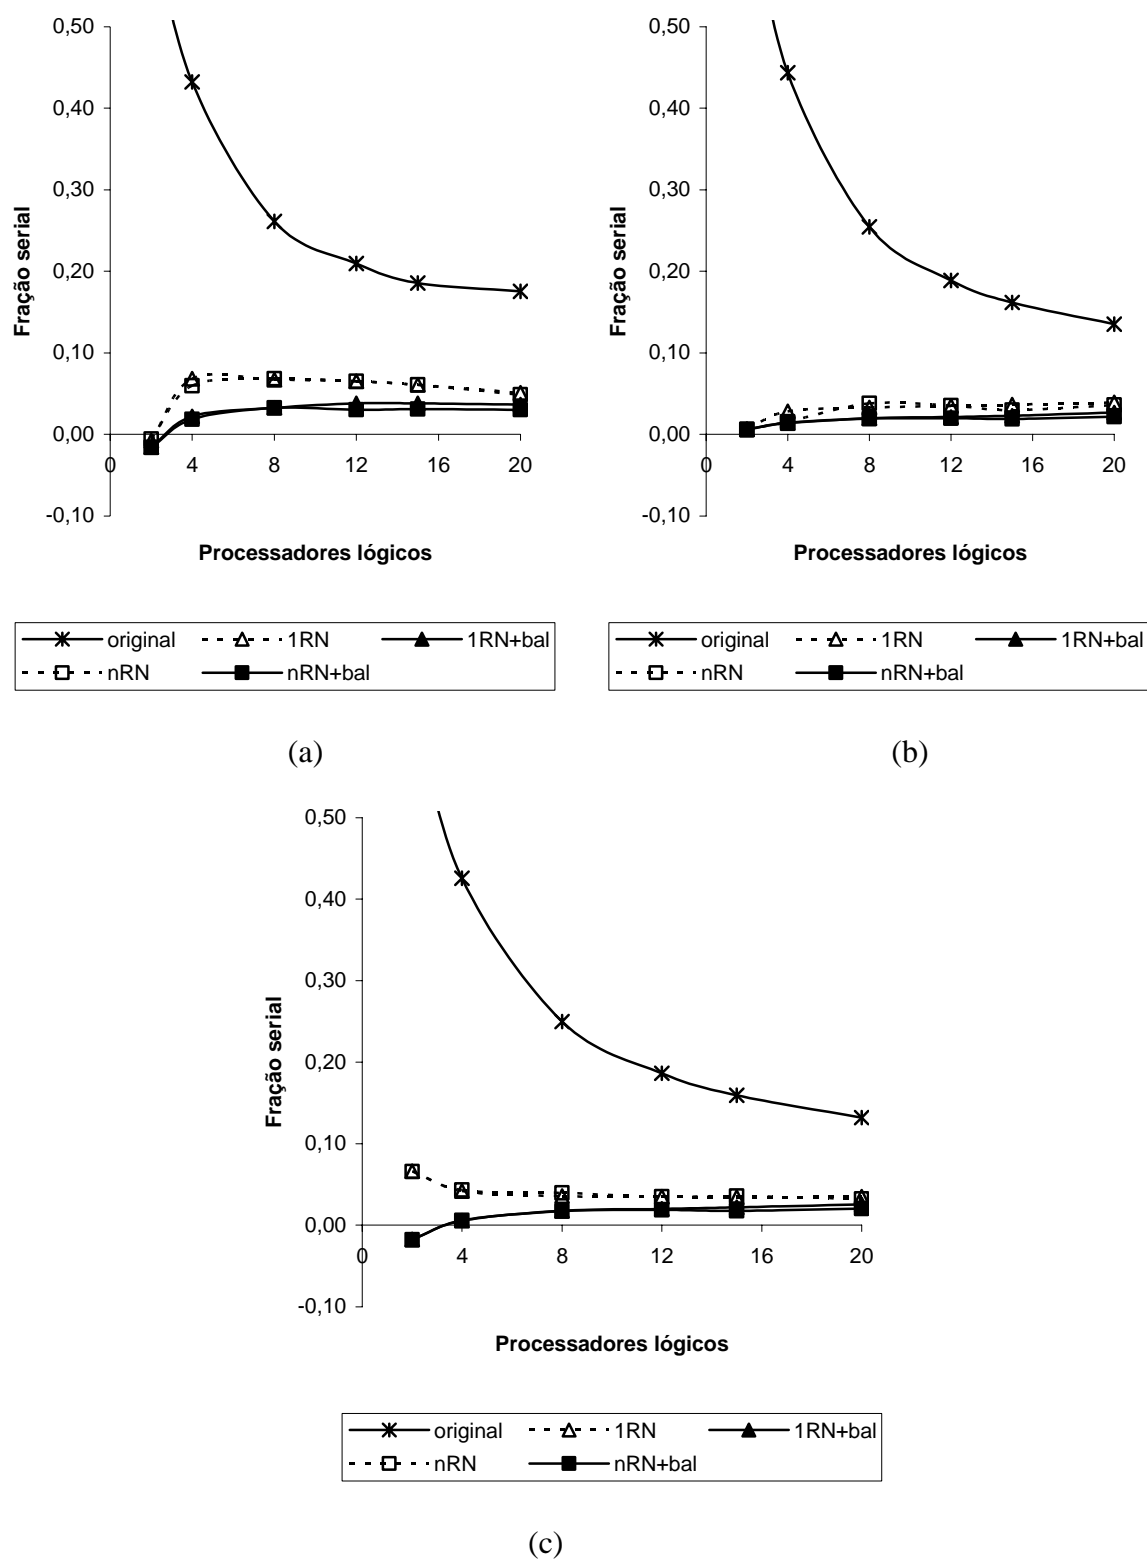 0,50
0,40
0,30
0,20
0,10
0,00
-0,10
0 4 8 12 16 20
Fração serial
Processadores lógicos
original 1RN 1RN+bal
nRN nRN+bal
(a)
0,50
0,40
0,30
0,20
0,10
0,00
-0,10
0 4 8 12 16 20
Fração serial
Processadores lógicos
original 1RN 1RN+bal
nRN nRN+bal
(b)
0,50
0,40
0,30
0,20
0,10
0,00
-0,10
0 4 8 12 16 20
Fração serial
Processadores lógicos
original 1RN 1RN+bal
nRN nRN+bal
(c)